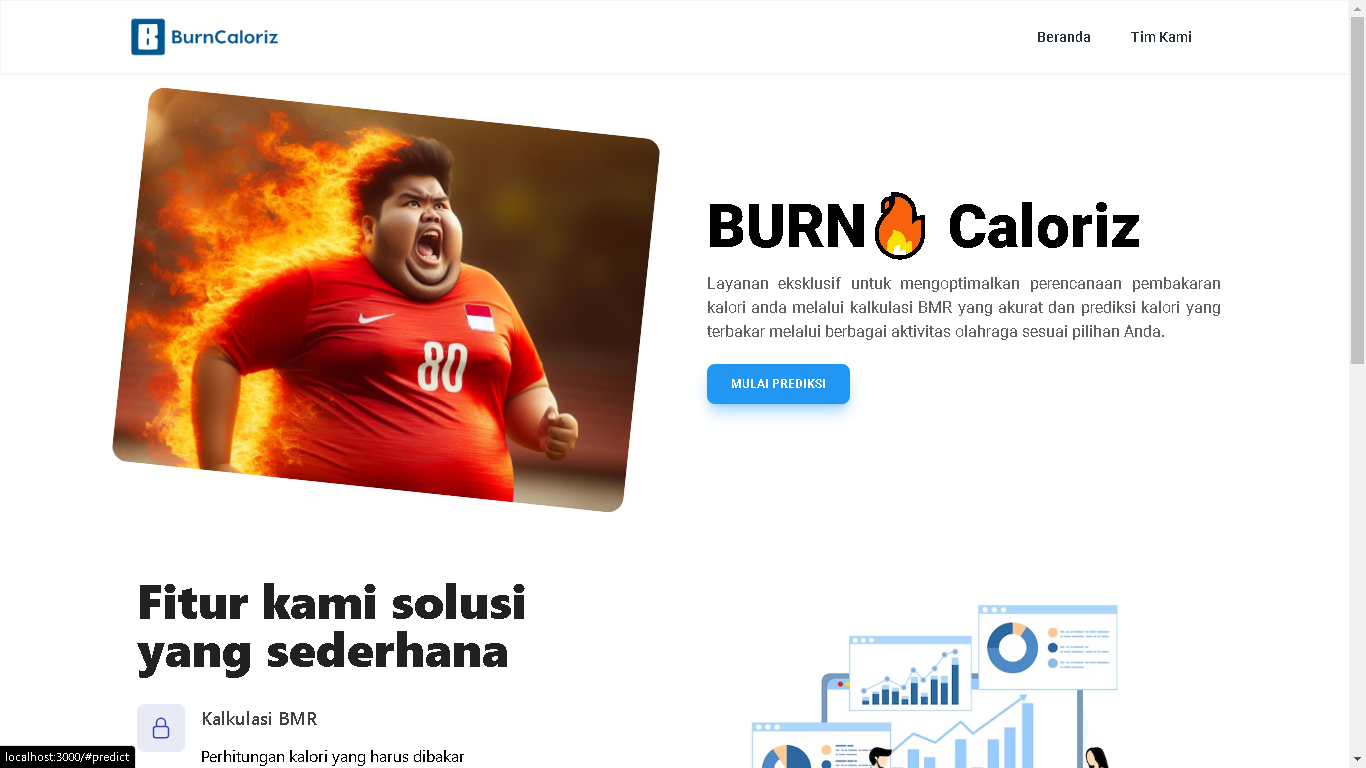 BurnCaloriz
Beranda
Tim Kami
80
BURN🔥 Caloriz
Layanan eksklusif untuk mengoptimalkan perencanaan pembakaran
kalori anda melalui kalkulasi BMR yang akurat dan prediksi kalori yang
terbakar melalui berbagai aktivitas olahraga sesuai pilihan Anda.
MULAI PREDIKSI
Fitur kami solusi
yang sederhana
Kalkulasi BMR
Perhitungan kalori yang harus dibakar
localhost:3000/#predict